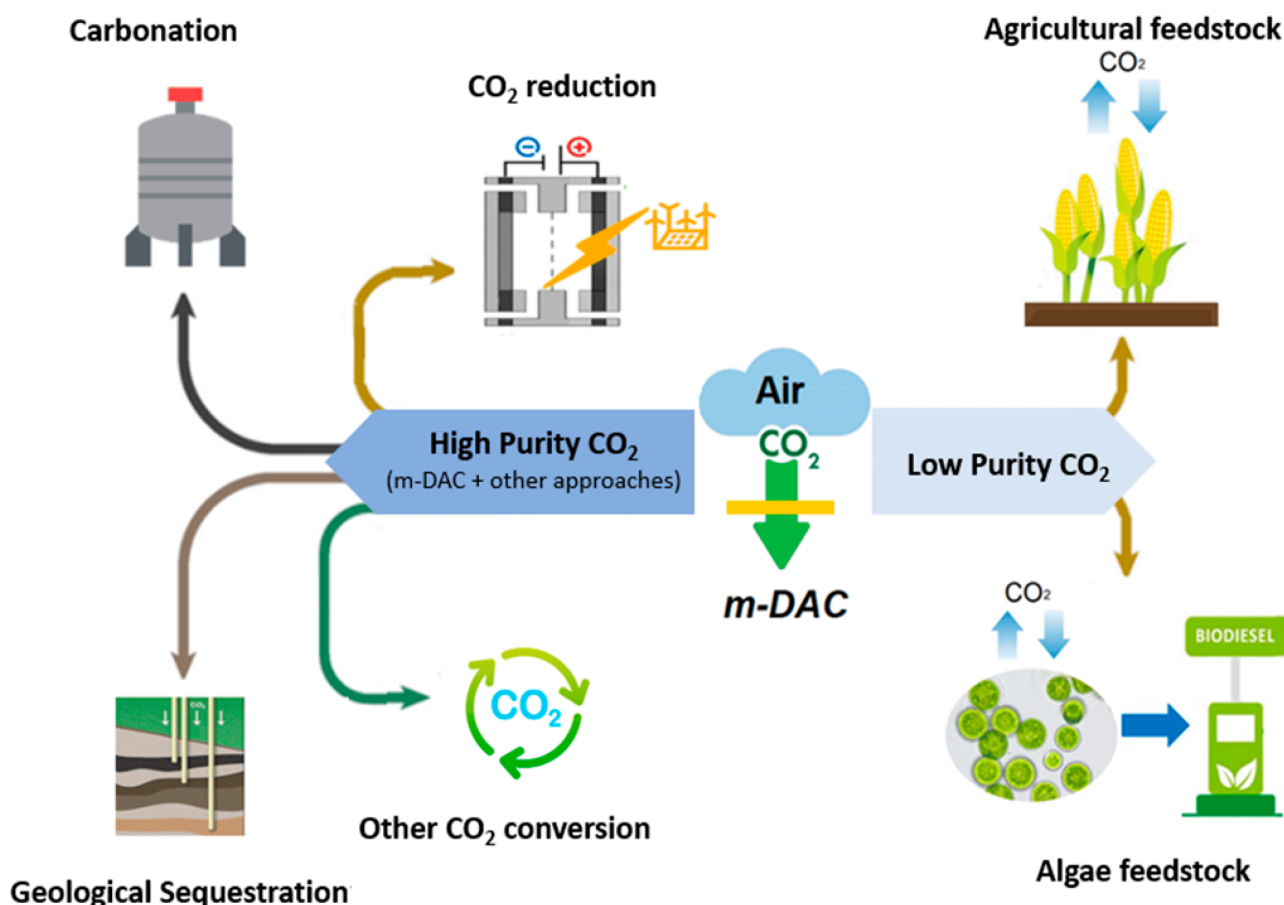 Carbonation
CO₂ reduction
Agricultural feedstock
CO₂
Air
CO₂
High Purity CO₂
(m-DAC + other approaches)
Low Purity CO₂
m-DAC
CO₂
BIODIESEL
CO₂
CO₂
Other CO₂ conversion
Algae feedstock
Geological Sequestration